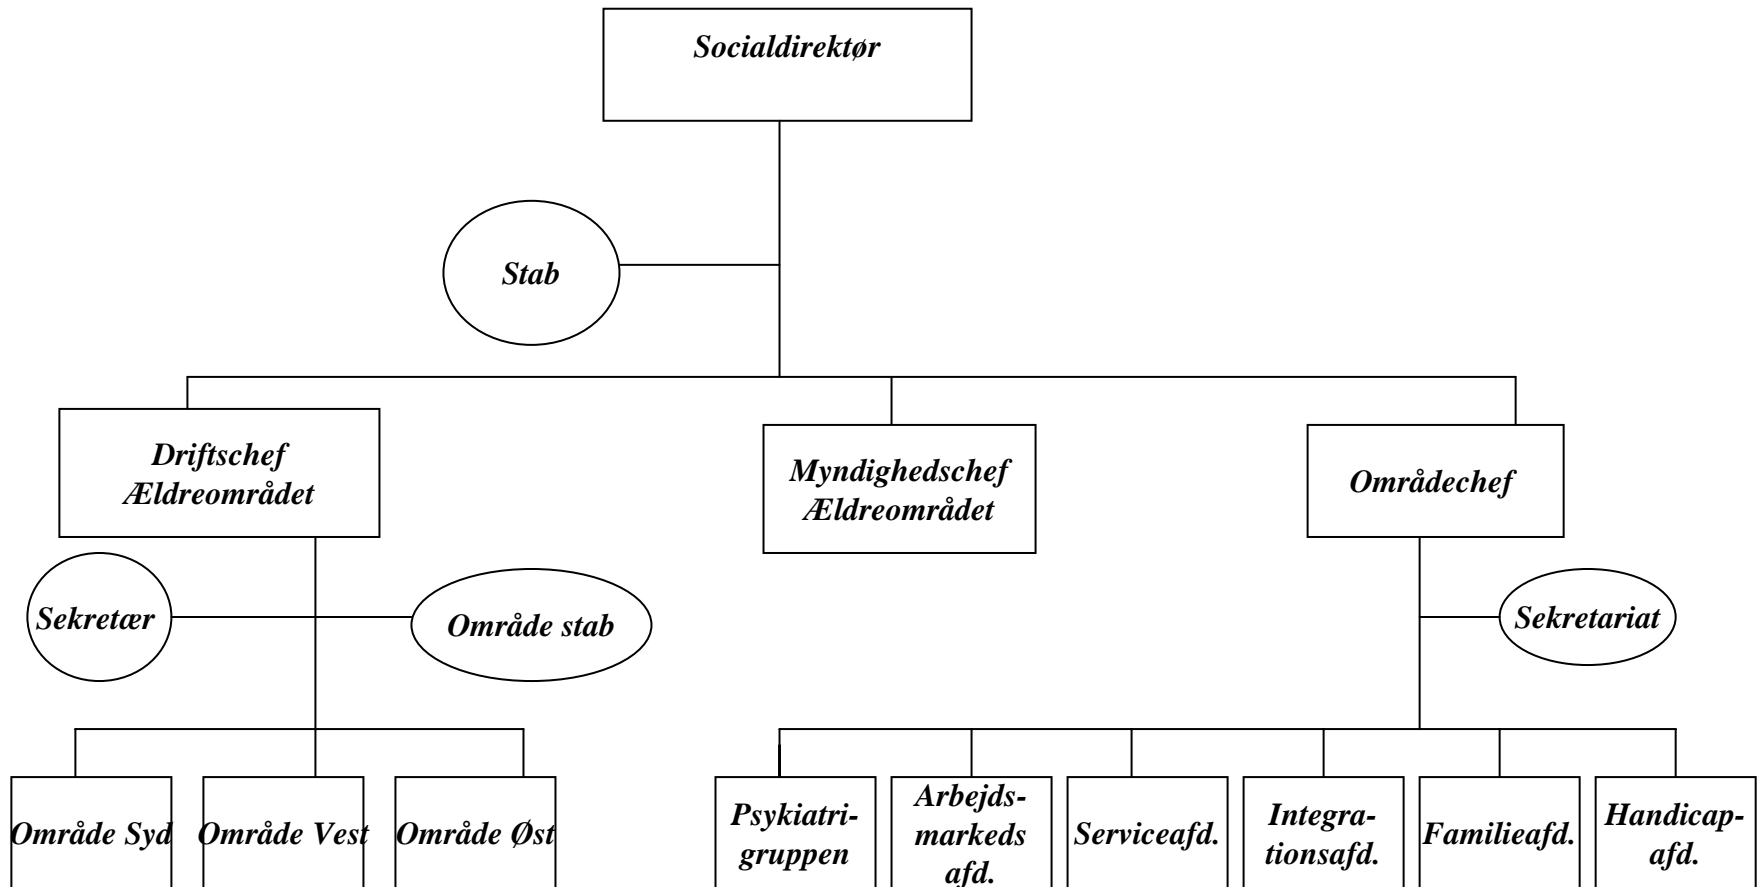 Socialdirektør
Stab
Driftschef
Ældreområdet
Myndighedschef
Ældreområdet
Områdechef
Sekretær
Område stab
Sekretariat
Område Syd
Område Vest
Område Øst
Psykiatri-
gruppen
Arbejds-
markeds
afd.
Serviceafd.
Integra-
tionsafd.
Familieafd.
Handicap-
afd.